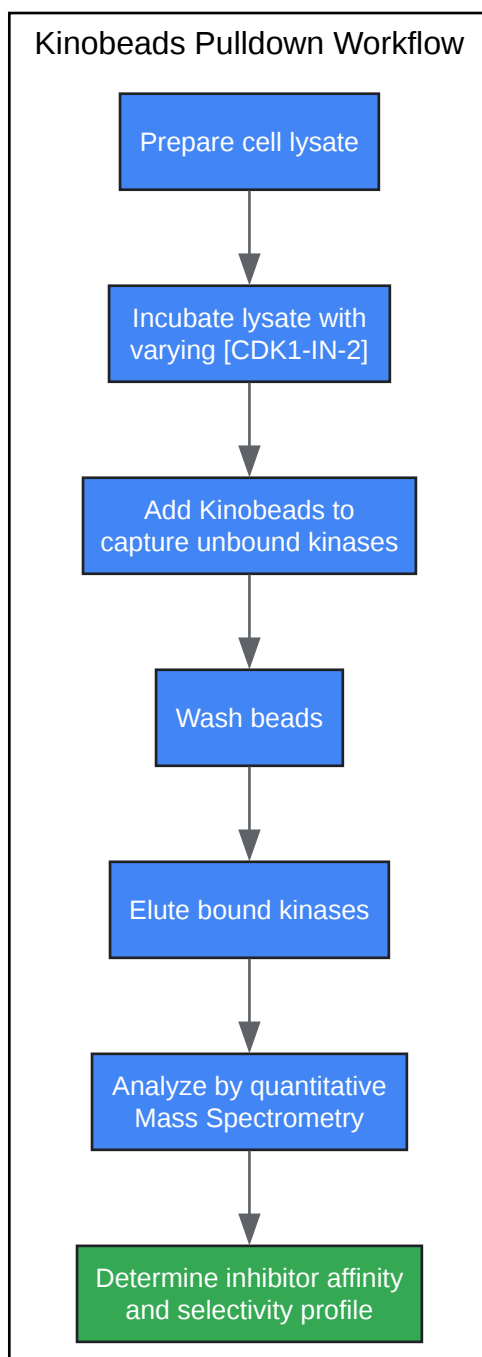 Kinobeads Pulldown Workflow
Prepare cell lysate
Incubate lysate with
varying [CDK1-IN-2]
Add Kinobeads to
capture unbound kinases
Wash beads
Elute bound kinases
Analyze by quantitative
Mass Spectrometry
Determine inhibitor affinity
and selectivity profile